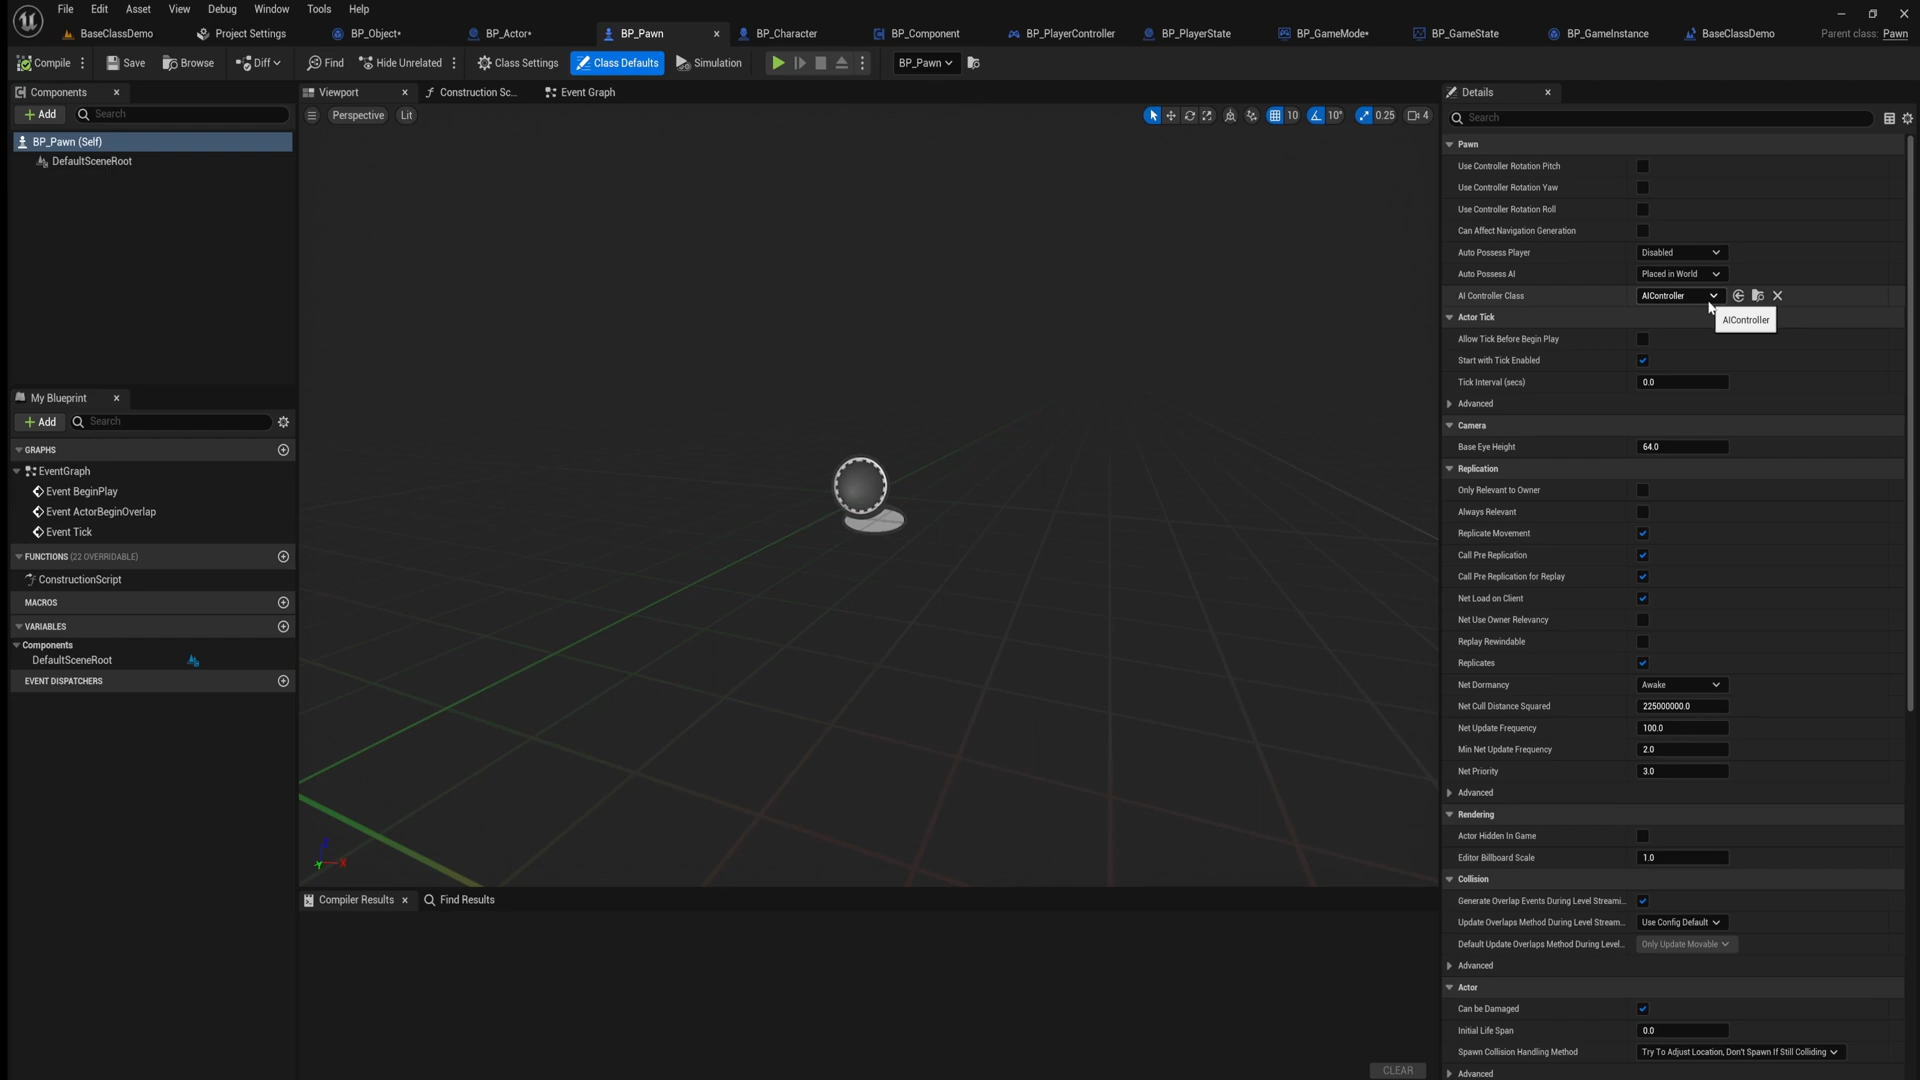 File Edit Asset View Debug Window Tools Help
BaseClassDemo Project Settings BP_Object* BP_Actor* BP_Pawn BP_Character BP_Component BP_PlayerController BP_PlayerState BP_GameMode* BP_GameState BP_GameInstance BaseClassDemo Parent class: Pawn
Compile Save Browse Diff Find Hide Unrelated Class Settings Class Defaults Simulation BP_Pawn
Components Viewport Construction Sc... Event Graph Details
Add Search Perspective Lit 10 10° 0.25 4 Search
BP_Pawn (Self)
DefaultSceneRoot
My Blueprint
Add Search
GRAPHS
EventGraph
Event BeginPlay
Event ActorBeginOverlap
Event Tick
FUNCTIONS (22 OVERRIDABLE)
ConstructionScript
MACROS
VARIABLES
Components
DefaultSceneRoot
EVENT DISPATCHERS
Z
Y X
Compiler Results Find Results
CLEAR
Pawn
Use Controller Rotation Pitch
Use Controller Rotation Yaw
Use Controller Rotation Roll
Can Affect Navigation Generation
Auto Possess Player Disabled
Auto Possess AI Placed in World
AI Controller Class AIController
AIController
Actor Tick
Allow Tick Before Begin Play
Start with Tick Enabled
Tick Interval (secs) 0.0
Advanced
Camera
Base Eye Height 64.0
Replication
Only Relevant to Owner
Always Relevant
Replicate Movement
Call Pre Replication
Call Pre Replication for Replay
Net Load on Client
Net Use Owner Relevancy
Replay Rewindable
Replicates
Net Dormancy Awake
Net Cull Distance Squared 225000000.0
Net Update Frequency 100.0
Min Net Update Frequency 2.0
Net Priority 3.0
Advanced
Rendering
Actor Hidden In Game
Editor Billboard Scale 1.0
Collision
Generate Overlap Events During Level Streami...
Update Overlaps Method During Level Stream... Use Config Default
Default Update Overlaps Method During Level... Only Update Movable
Advanced
Actor
Can be Damaged
Initial Life Span 0.0
Spawn Collision Handling Method Try To Adjust Location, Don't Spawn If Still Colliding
Advanced